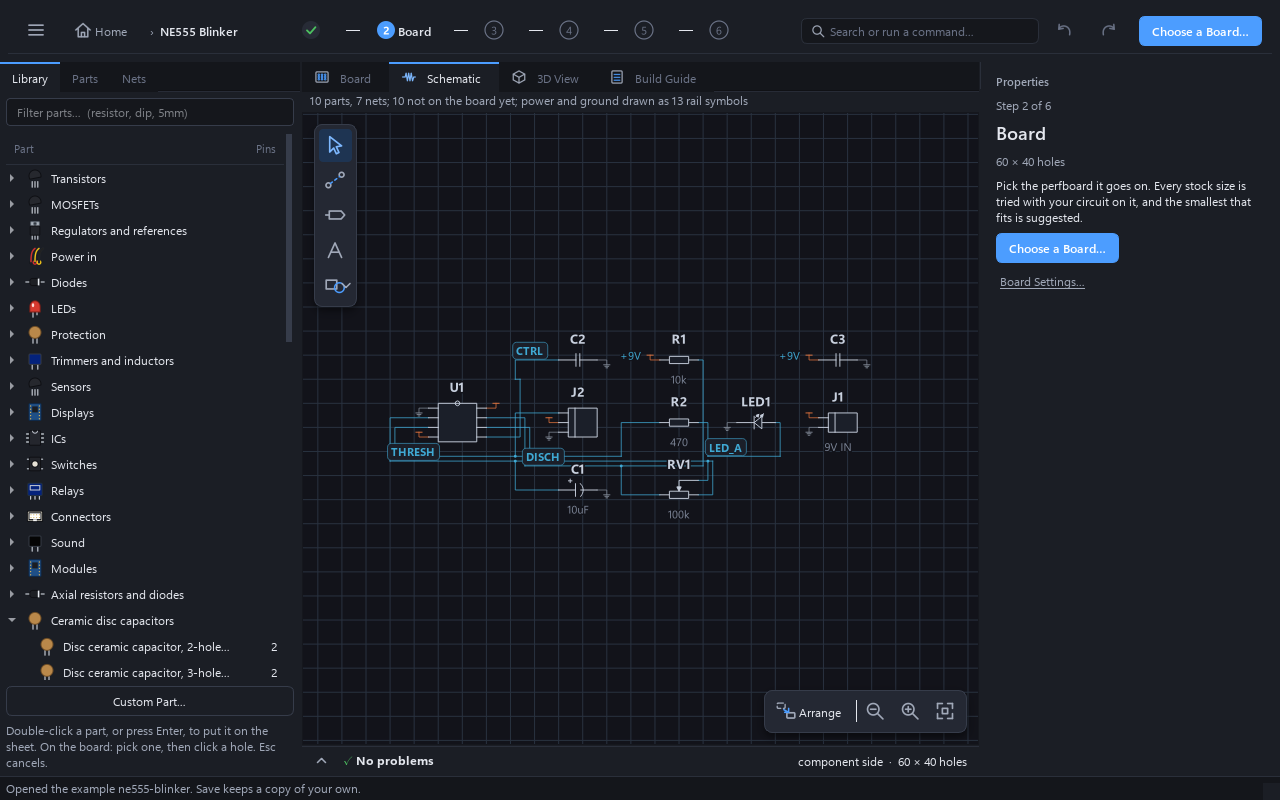 Home › NE555 Blinker
2 Board
3
4
5
6
Search or run a command...
Choose a Board...
Library
Parts
Nets
Board
Schematic
3D View
Build Guide
10 parts, 7 nets; 10 not on the board yet; power and ground drawn as 13 rail symbols
Filter parts... (resistor, dip, 5mm)
Part
Pins
Transistors
MOSFETs
Regulators and references
Power in
Diodes
LEDs
Protection
Trimmers and inductors
Sensors
Displays
ICs
Switches
Relays
Connectors
Sound
Modules
Axial resistors and diodes
Ceramic disc capacitors
Disc ceramic capacitor, 2-hole... 2
Disc ceramic capacitor, 3-hole... 2
Custom Part...
Double-click a part, or press Enter, to put it on the
sheet. On the board: pick one, then click a hole. Esc
cancels.
A
CTRL
C2
+9V
R1
10k
+9V
C3
U1
J2
R2
470
LED1
J1
9V IN
THRESH
DISCH
LED_A
C1
+
10uF
RV1
100k
Arrange
✓ No problems
component side · 60 × 40 holes
Properties
Step 2 of 6
Board
60 × 40 holes
Pick the perfboard it goes on. Every stock size is
tried with your circuit on it, and the smallest that
fits is suggested.
Choose a Board...
Board Settings...
Opened the example ne555-blinker. Save keeps a copy of your own.